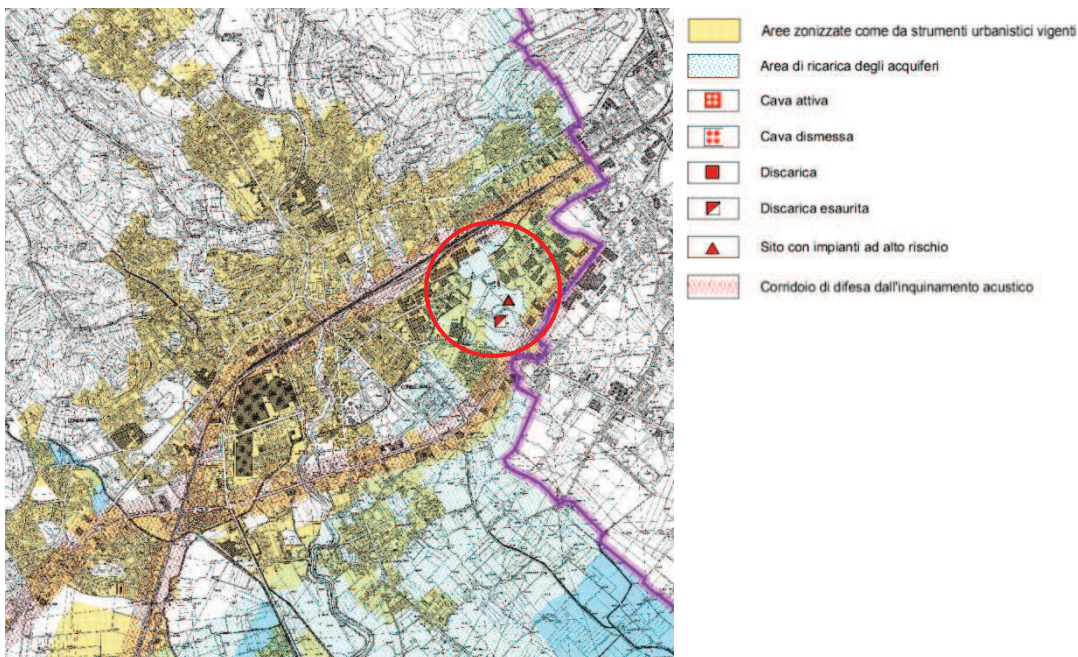 Aree zonizzate come da strumenti urbanistici vigenti
Area di ricarica degli acquiferi
Cava attiva
Cava dismessa
Discarica
Discarica esaurita
Sito con impianti ad alto rischio
Corridoio di difesa dall'inquinamento acustico